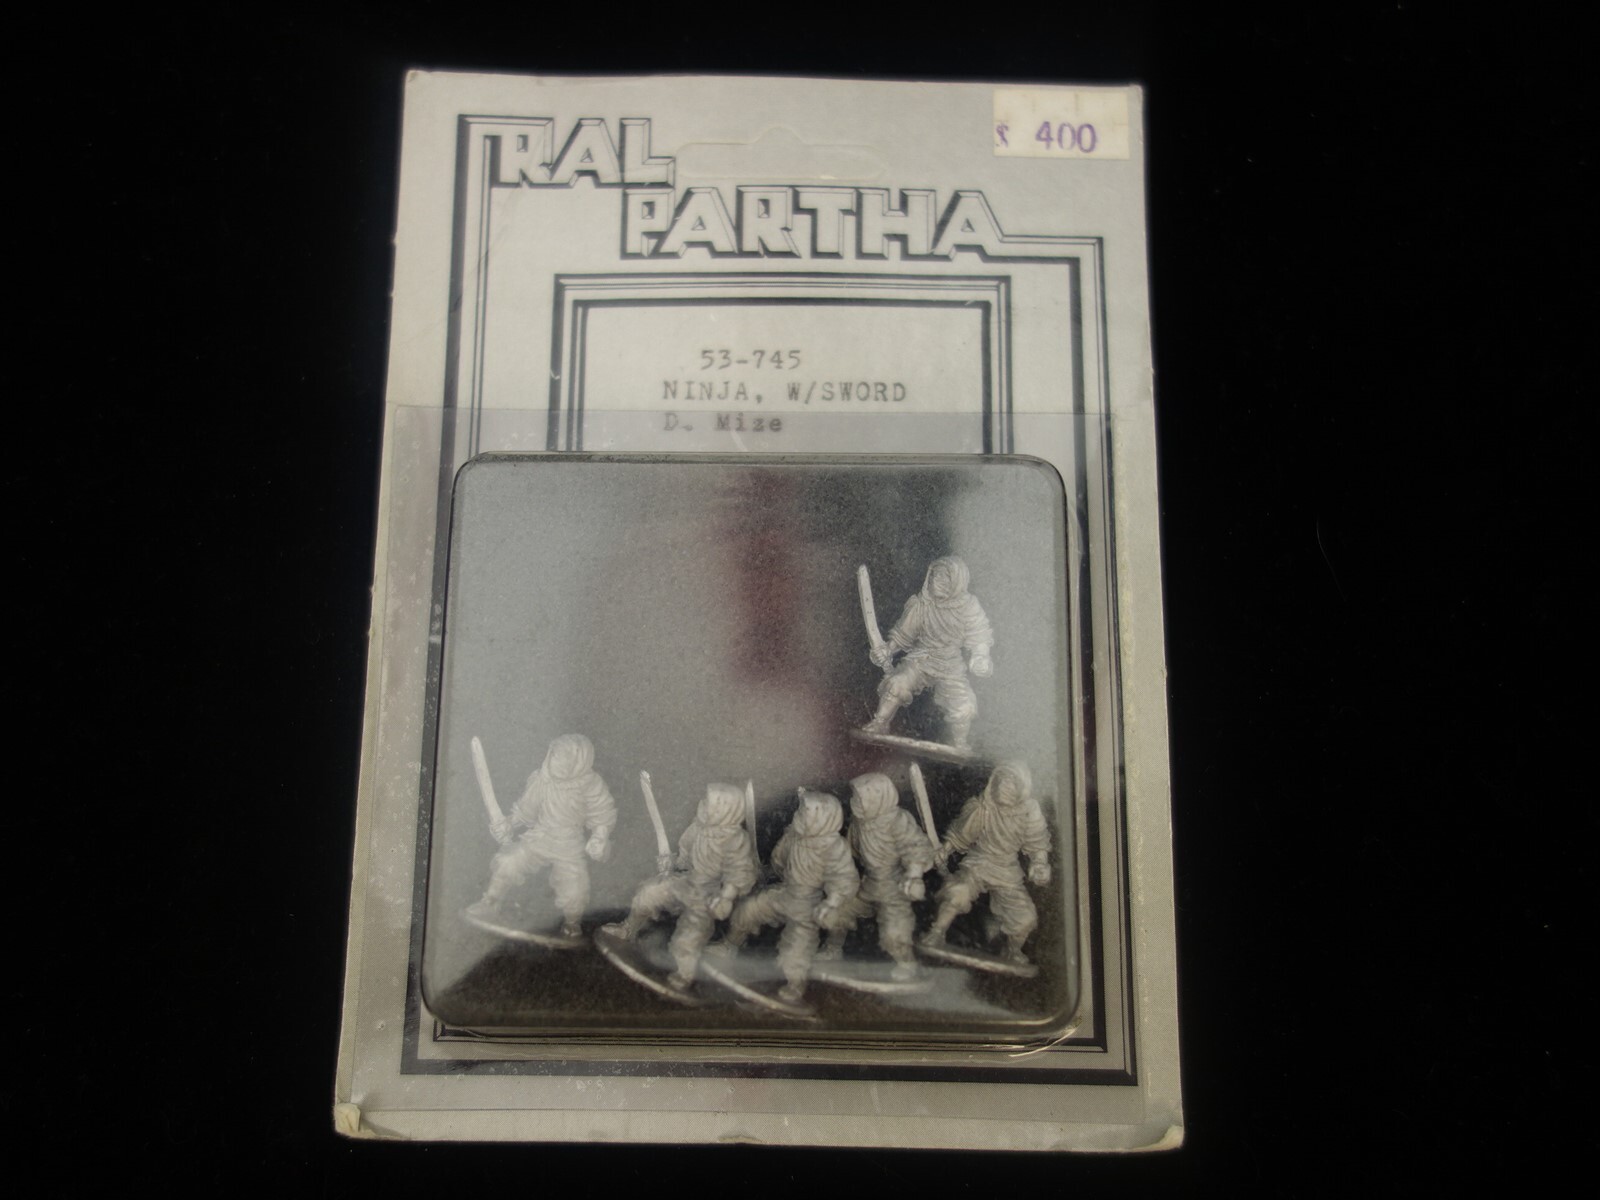 RAL
PARTHA
$ 400
53-745
NINJA, W/SWORD
D. Mize